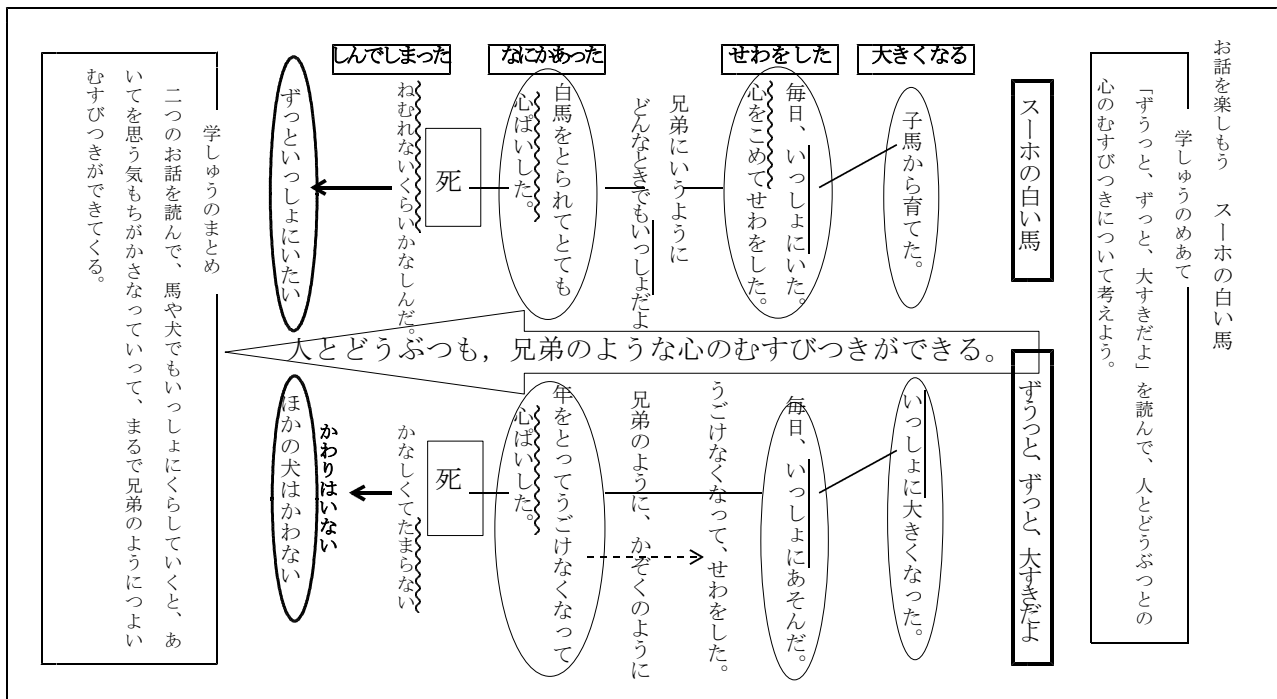 お話を楽しもう　スーホの白い馬
学しゅうのめあて
「ずうっと、ずっと、大すきだよ」を読んで、人とどうぶつとの
心のむすびつきについて考えよう。
スーホの白い馬
ずうっと、ずっと、大すきだよ
大きくなる
子馬から育てた。
いっしょに大きくなった。
せわをした
毎日、いっしょにいた。
心をこめてせわをした。
毎日、いっしょにあそんだ。
うごけなくなって、せわをした。
兄弟にいうように
どんなときでもいっしょだよ
兄弟のように、かぞくのように
なにかあった
白馬をとられてとても
心ぱいした。
年をとってうごけなくなって
心ぱいした。
死
死
しんでしまった
ねむれないくらいかなしんだ。
かなしくてたまらない
かわりはいない
ずっといっしょにいたい
ほかの犬はかわない
人とどうぶつも，兄弟のような心のむすびつきができる。
学しゅうのまとめ
二つのお話を読んで、馬や犬でもいっしょにくらしていくと、あ
いてを思う気もちがかさなっていって、まるで兄弟のようにつよい
むすびつきができてくる。